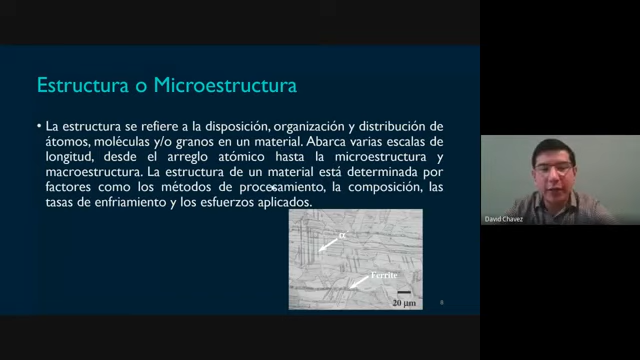 Estructura o Microestructura
• La estructura se refiere a la disposición, organización y distribución de
átomos, moléculas y/o granos en un material. Abarca varias escalas de
longitud, desde el arreglo atómico hasta la microestructura y
macroestructura. La estructura de un material está determinada por
factores como los métodos de procesamiento, la composición, las
tasas de enfriamiento y los esfuerzos aplicados.
α
Ferrite
20 μm
8
David Chavez